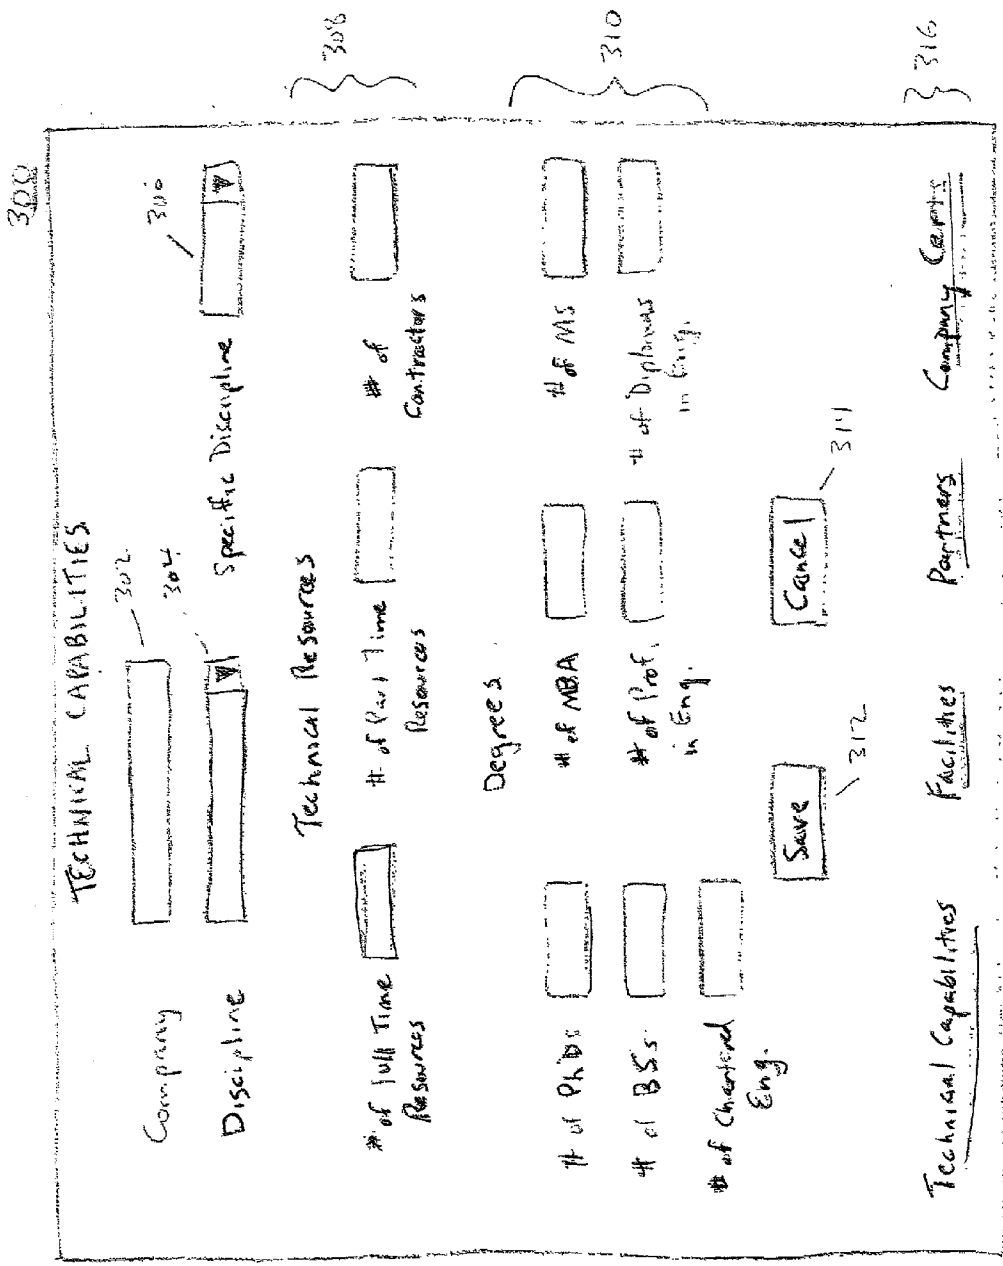 300
TECHNICAL CAPABILITIES
Company
302
Discipline
304
Specific Discipline
306
Technical Resources
308
# of Full Time
Resources
# of Part Time
Resources
# of
Contractors
Degrees
310
# of PhDs
# of MBA
# of MS
# of BSs
# of Prof.
in Eng.
# of Diplomas
in Eng.
# of Chartered
Eng.
Save
Cancel
312
314
Technical Capabilities
Facilities
Partners
Company Certs
316